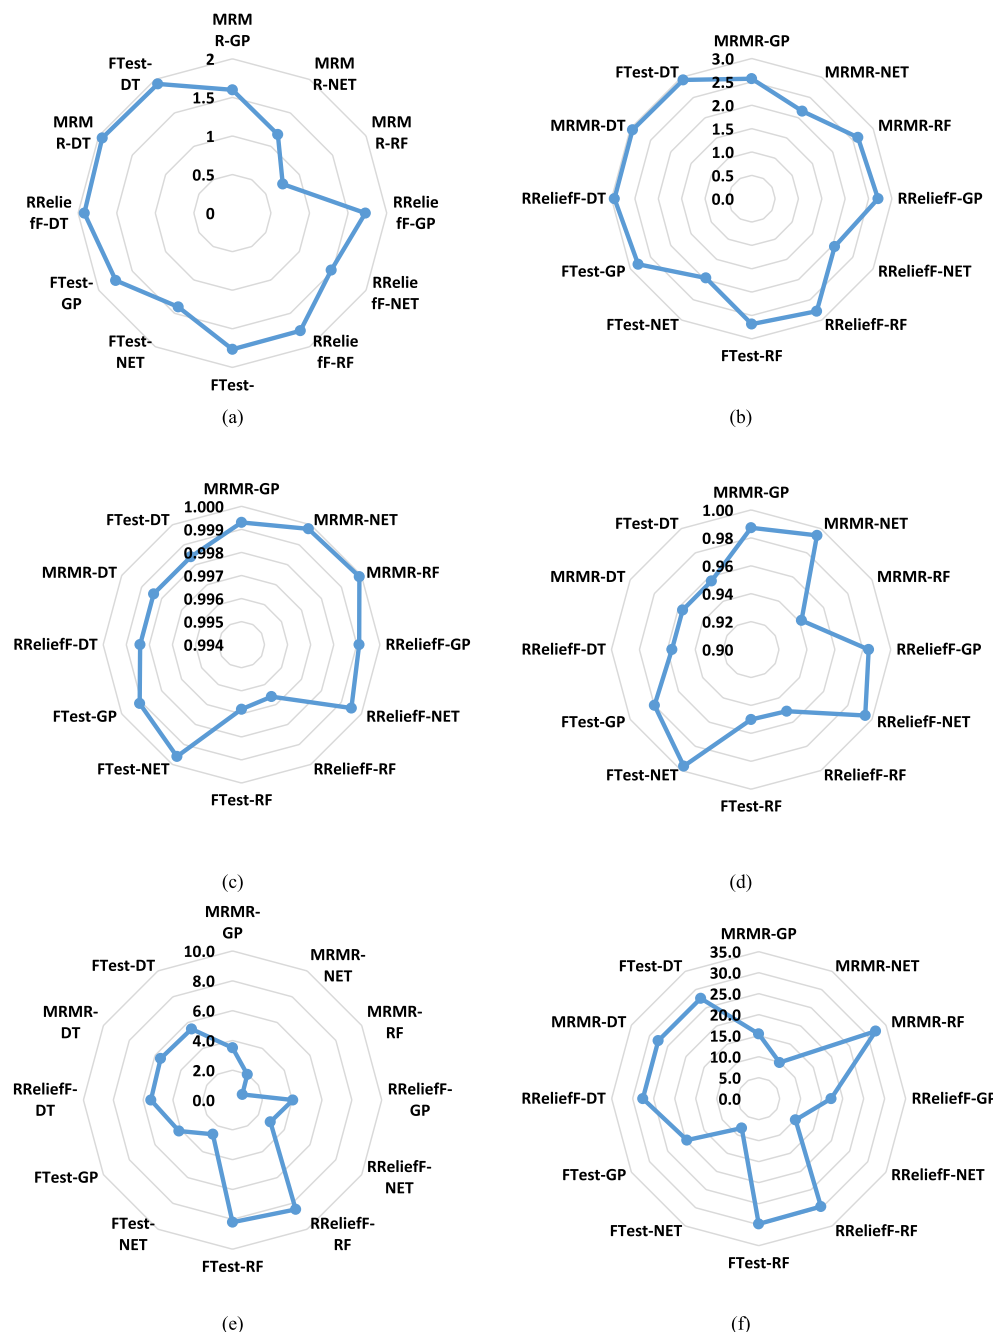 MRM
R-GP
MRM
R-NET
MRM
R-RF
RRelie
fF-GP
RRelie
fF-NET
RRelie
fF-RF
FTest-
FTest-
NET
FTest-
GP
RRelie
fF-DT
MRM
R-DT
FTest-
DT
2
1.5
1
0.5
0
(a)
MRMR-GP
MRMR-NET
MRMR-RF
RReliefF-GP
RReliefF-NET
RReliefF-RF
FTest-RF
FTest-NET
FTest-GP
RReliefF-DT
MRMR-DT
FTest-DT
3.0
2.5
2.0
1.5
1.0
0.5
0.0
(b)
MRMR-GP
MRMR-NET
MRMR-RF
RReliefF-GP
RReliefF-NET
RReliefF-RF
FTest-RF
FTest-NET
FTest-GP
RReliefF-DT
MRMR-DT
FTest-DT
1.000
0.999
0.998
0.997
0.996
0.995
0.994
(c)
MRMR-GP
MRMR-NET
MRMR-RF
RReliefF-GP
RReliefF-NET
RReliefF-RF
FTest-RF
FTest-NET
FTest-GP
RReliefF-DT
MRMR-DT
FTest-DT
1.00
0.98
0.96
0.94
0.92
0.90
(d)
MRMR-
GP
MRMR-
NET
MRMR-
RF
RReliefF-
GP
RReliefF-
NET
RReliefF-
RF
FTest-RF
FTest-
NET
FTest-GP
RReliefF-
DT
MRMR-
DT
FTest-DT
10.0
8.0
6.0
4.0
2.0
0.0
(e)
MRMR-GP
MRMR-NET
MRMR-RF
RReliefF-GP
RReliefF-NET
RReliefF-RF
FTest-RF
FTest-NET
FTest-GP
RReliefF-DT
MRMR-DT
FTest-DT
35.0
30.0
25.0
20.0
15.0
10.0
5.0
0.0
(f)